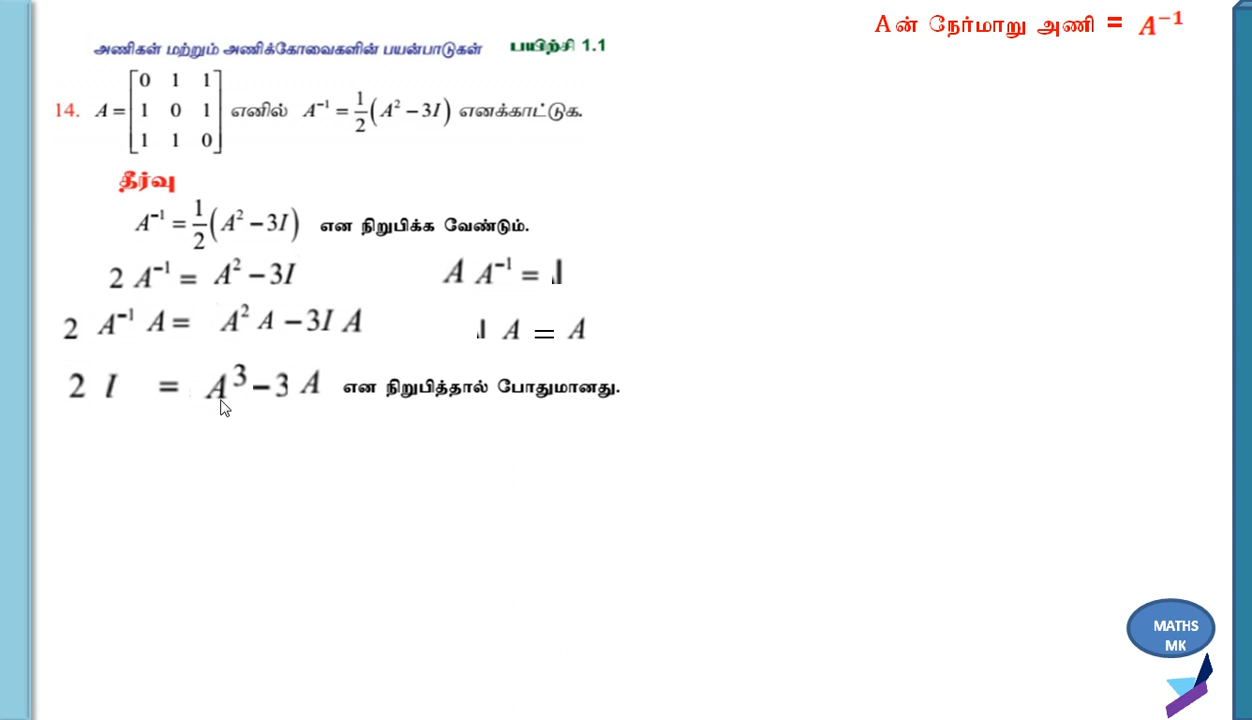 Aன் நேர்மாறு அணி = A⁻¹
அணிகள் மற்றும் அணிக்கோவைகளின் பயன்பாடுகள் பயிற்சி 1.1
14. A = [0 1 1; 1 0 1; 1 1 0] எனில் A⁻¹ = 1/2 (A² − 3I) எனக்காட்டுக.
தீர்வு
A⁻¹ = 1/2 (A² − 3I) என நிறுபிக்க வேண்டும்.
2 A⁻¹ = A² − 3I A A⁻¹ = I
2 A⁻¹ A = A² A − 3I A I A = A
2 I = A³ − 3 A என நிறுபித்தால் போதுமானது.
MATHS
MK